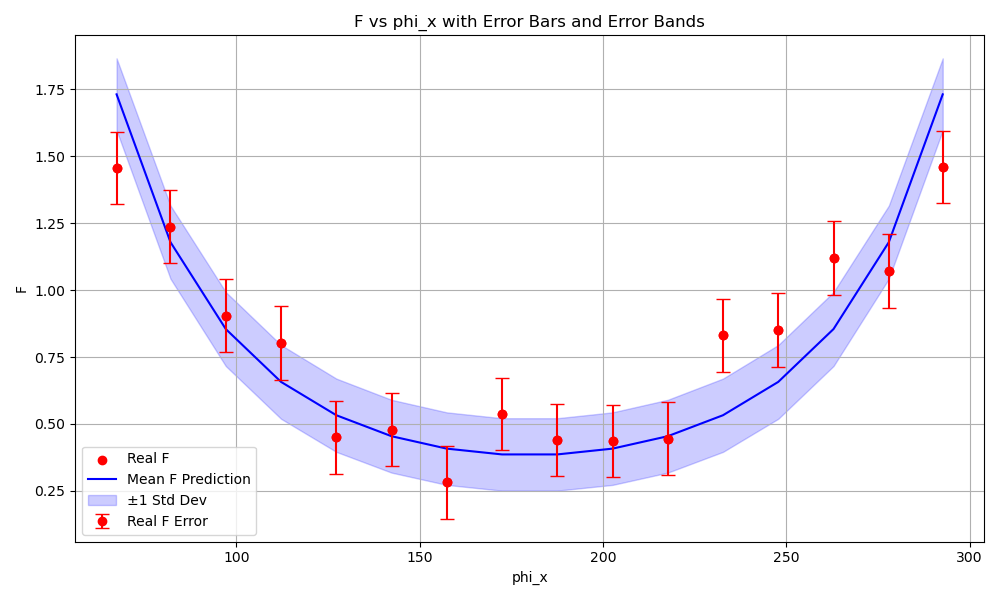 F vs phi_x with Error Bars and Error Bands
1.75
1.50
1.25
1.00
0.75
0.50
0.25
F
Real F
Mean F Prediction
±1 Std Dev
Real F Error
100
150
200
250
300
phi_x